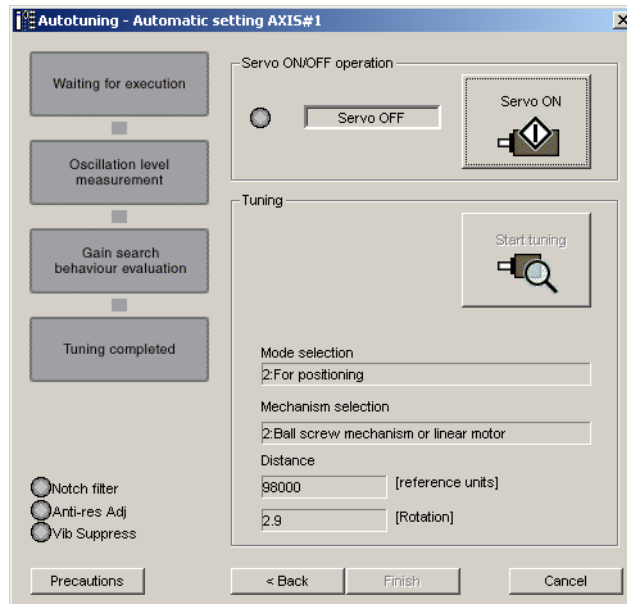 Autotuning - Automatic setting AXIS#1
Waiting for execution
Oscillation level
measurement
Gain search
behaviour evaluation
Tuning completed
Notch filter
Anti-res Adj
Vib Suppress
Precautions
Servo ON/OFF operation
Servo OFF
Servo ON
Tuning
Start tuning
Mode selection
2:For positioning
Mechanism selection
2:Ball screw mechanism or linear motor
Distance
98000 [reference units]
2.9 [Rotation]
< Back
Finish
Cancel